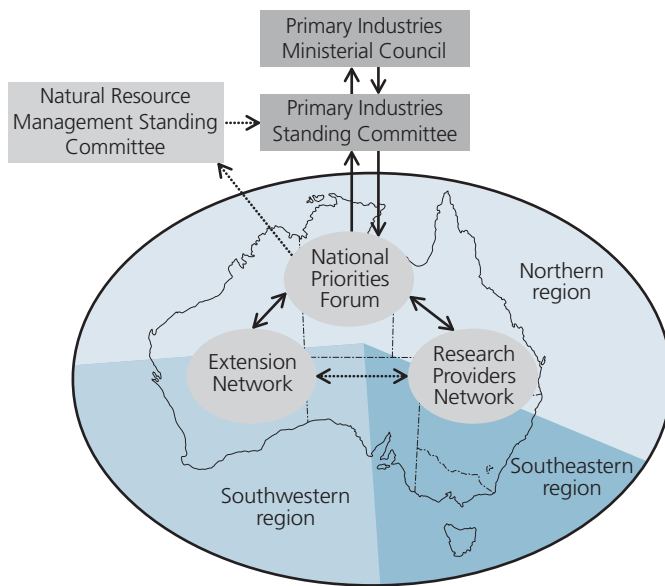 Primary Industries
Ministerial Council
Natural Resource
Management Standing
Committee
Primary Industries
Standing Committee
National
Priorities
Forum
Northern
region
Extension
Network
Research
Providers
Network
Southwestern
region
Southeastern
region